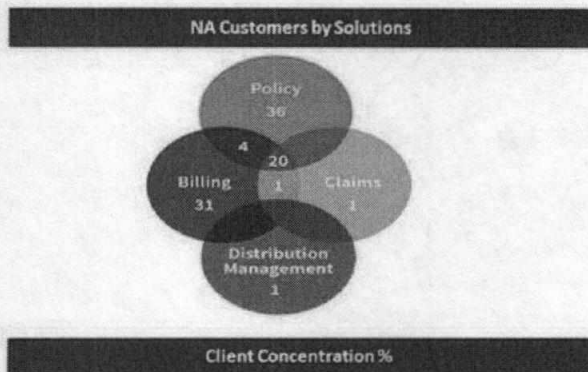 NA Customers by Solutions
Policy
36
4
20
Billing
1
Claims
31
1
Distribution
Management
1
Client Concentration %